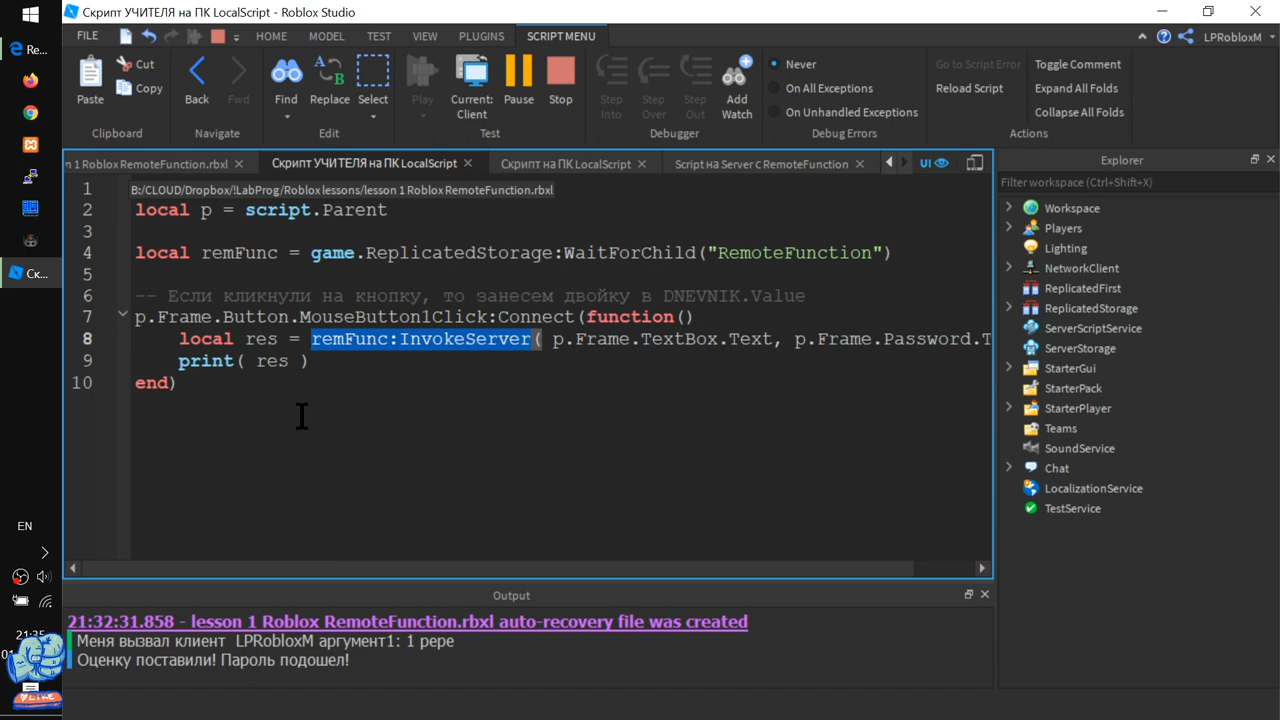 Скрипт УЧИТЕЛЯ на ПК LocalScript - Roblox Studio
FILE HOME MODEL TEST VIEW PLUGINS SCRIPT MENU LPRobloxM
Re...
Paste Cut Copy Back Fwd Find Replace Select Play Current: Client Pause Stop Step Into Step Over Step Out Add Watch
Never
On All Exceptions
On Unhandled Exceptions
Go to Script Error
Reload Script
Toggle Comment
Expand All Folds
Collapse All Folds
Clipboard Navigate Edit Test Debugger Debug Errors Actions
n 1 Roblox RemoteFunction.rbxl Скрипт УЧИТЕЛЯ на ПК LocalScript Скрипт на ПК LocalScript Script на Server с RemoteFunction UI
B:/CLOUD/Dropbox/!LabProg/Roblox lessons/lesson 1 Roblox RemoteFunction.rbxl
1
2 local p = script.Parent
3
4 local remFunc = game.ReplicatedStorage:WaitForChild("RemoteFunction")
5
6 -- Если кликнули на кнопку, то занесем двойку в DNEVNIK.Value
7 p.Frame.Button.MouseButton1Click:Connect(function()
8 local res = remFunc:InvokeServer( p.Frame.TextBox.Text, p.Frame.Password.T
9 print( res )
10 end)
Explorer
Filter workspace (Ctrl+Shift+X)
Workspace
Players
Lighting
NetworkClient
ReplicatedFirst
ReplicatedStorage
ServerScriptService
ServerStorage
StarterGui
StarterPack
StarterPlayer
Teams
SoundService
Chat
LocalizationService
TestService
Output
21:32:31.858 - lesson 1 Roblox RemoteFunction.rbxl auto-recovery file was created
Меня вызвал клиент LPRobloxM аргумент1: 1 pepe
Оценку поставили! Пароль подошел!
Ск...
EN
LIKE